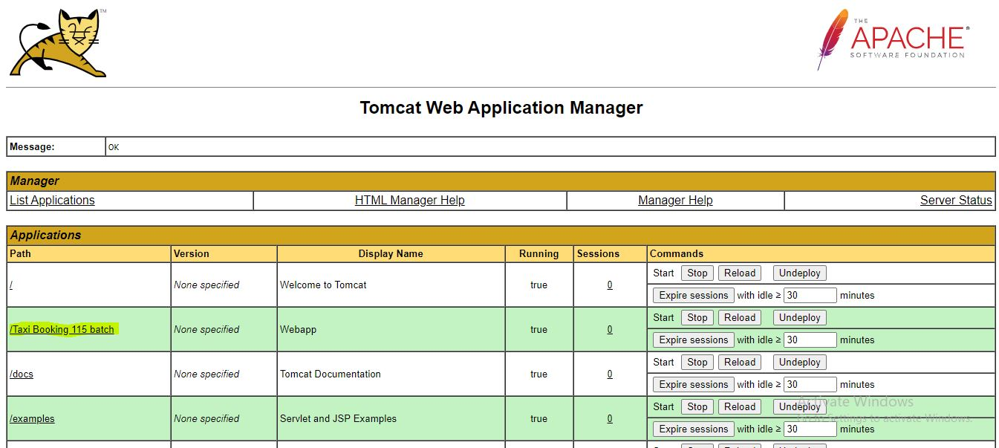 TM
THE
APACHE®
SOFTWARE FOUNDATION
Tomcat Web Application Manager
Message: OK
Manager
List Applications HTML Manager Help Manager Help Server Status
Applications
Path Version Display Name Running Sessions Commands
/ None specified Welcome to Tomcat true 0 Start Stop Reload Undeploy
Expire sessions with idle ≥ 30 minutes
/Taxi Booking 115 batch None specified Webapp true 0 Start Stop Reload Undeploy
Expire sessions with idle ≥ 30 minutes
/docs None specified Tomcat Documentation true 0 Start Stop Reload Undeploy
Expire sessions with idle ≥ 30 minutes
/examples None specified Servlet and JSP Examples true 0 Start Stop Reload Undeploy
Expire sessions with idle ≥ 30 minutes
Activate Windows
Go to Settings to activate Windows.